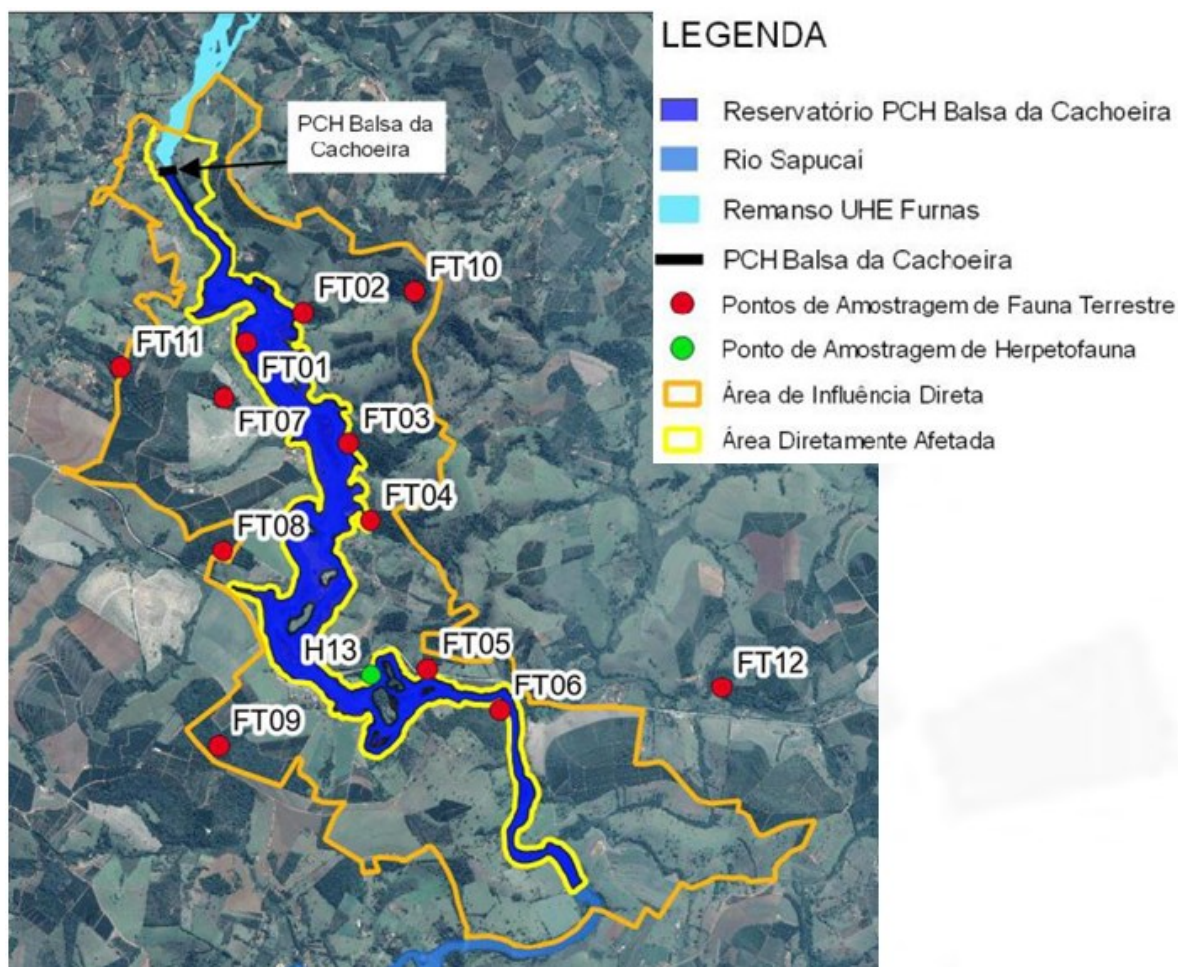 LEGENDA
PCH Balsa da
Cachoeira
Reservatório PCH Balsa da Cachoeira
Rio Sapucaí
Remanso UHE Furnas
PCH Balsa da Cachoeira
Pontos de Amostragem de Fauna Terrestre
Ponto de Amostragem de Herpetofauna
Área de Influência Direta
Área Diretamente Afetada
FT10
FT02
FT11
FT01
FT07
FT03
FT04
FT08
H13
FT05
FT12
FT06
FT09